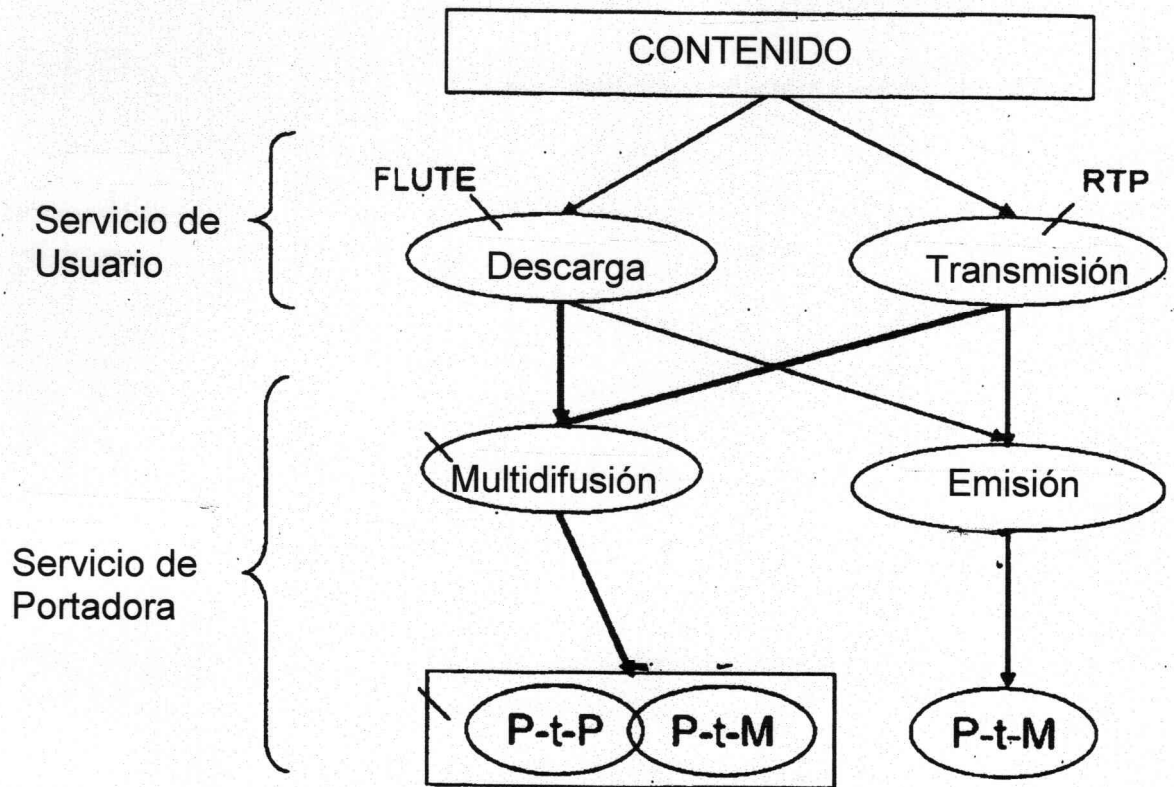 CONTENIDO
FLUTE
RTP
Servicio de
Usuario
Descarga
Transmisión
Multidifusión
Emisión
Servicio de
Portadora
P-t-P
P-t-M
P-t-M